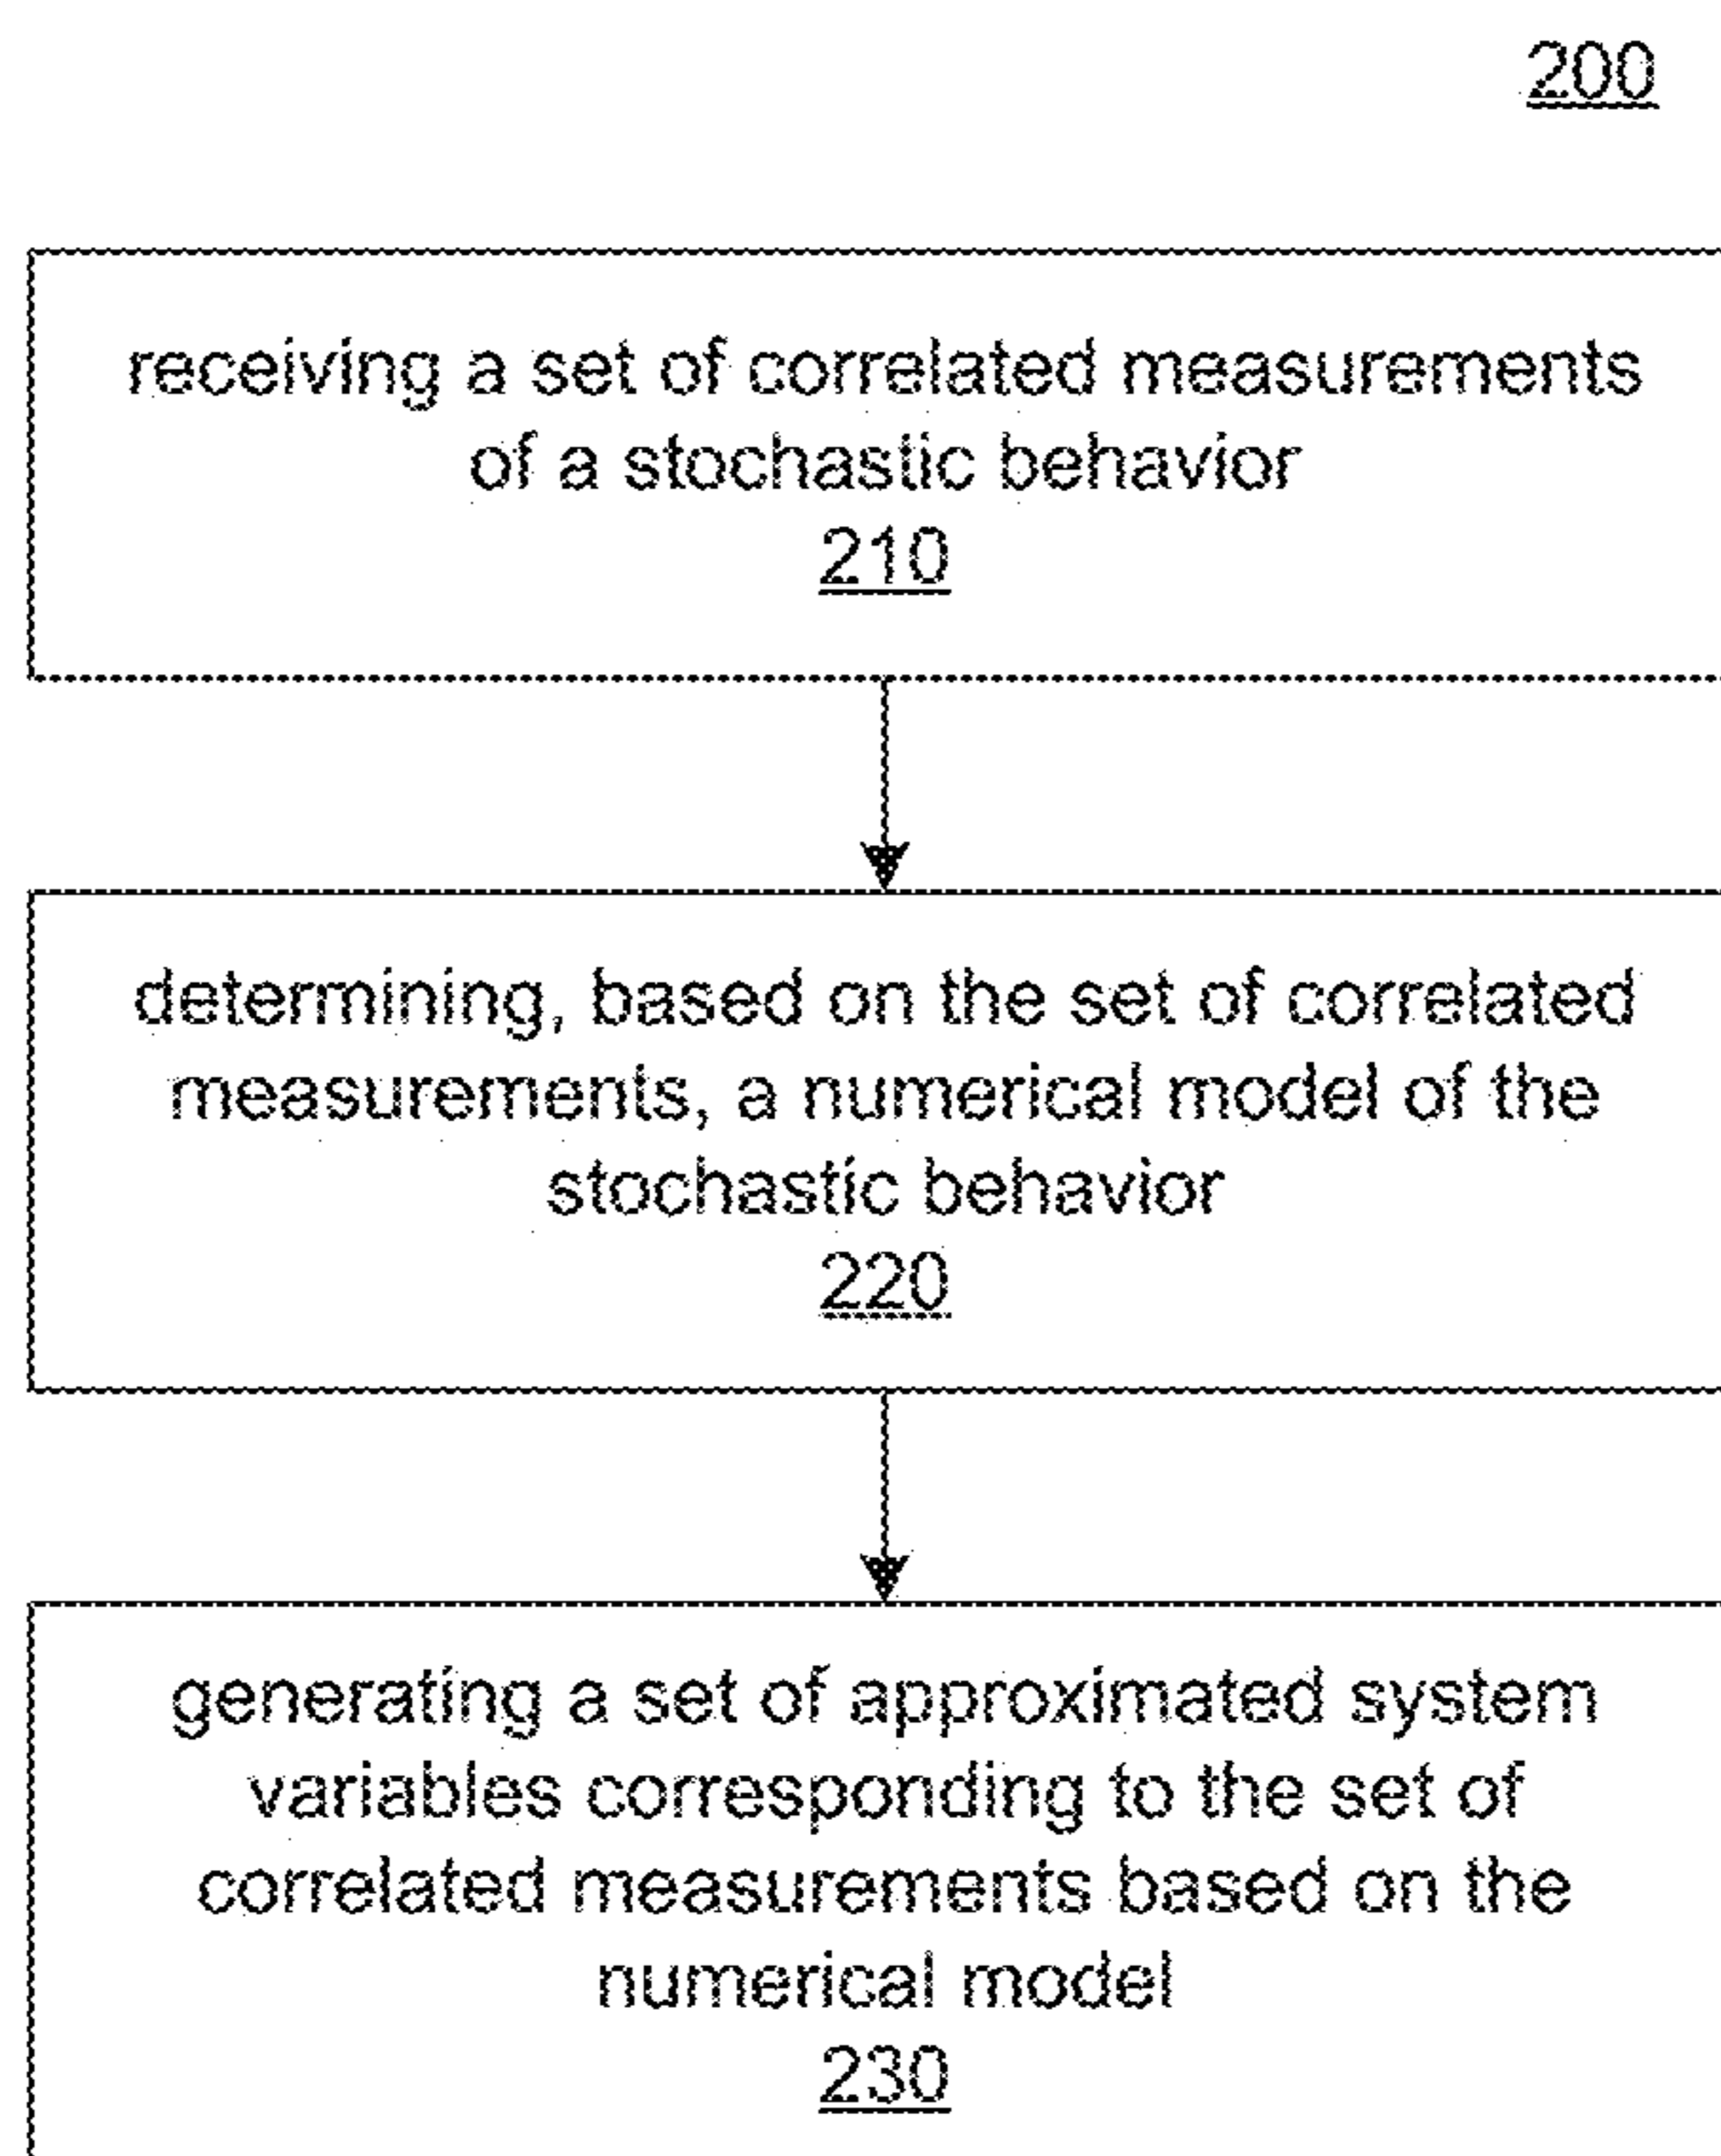 200
receiving a set of correlated measurements
of a stochastic behavior
210
determining, based on the set of correlated
measurements, a numerical model of the
stochastic behavior
220
generating a set of approximated system
variables corresponding to the set of
correlated measurements based on the
numerical model
230